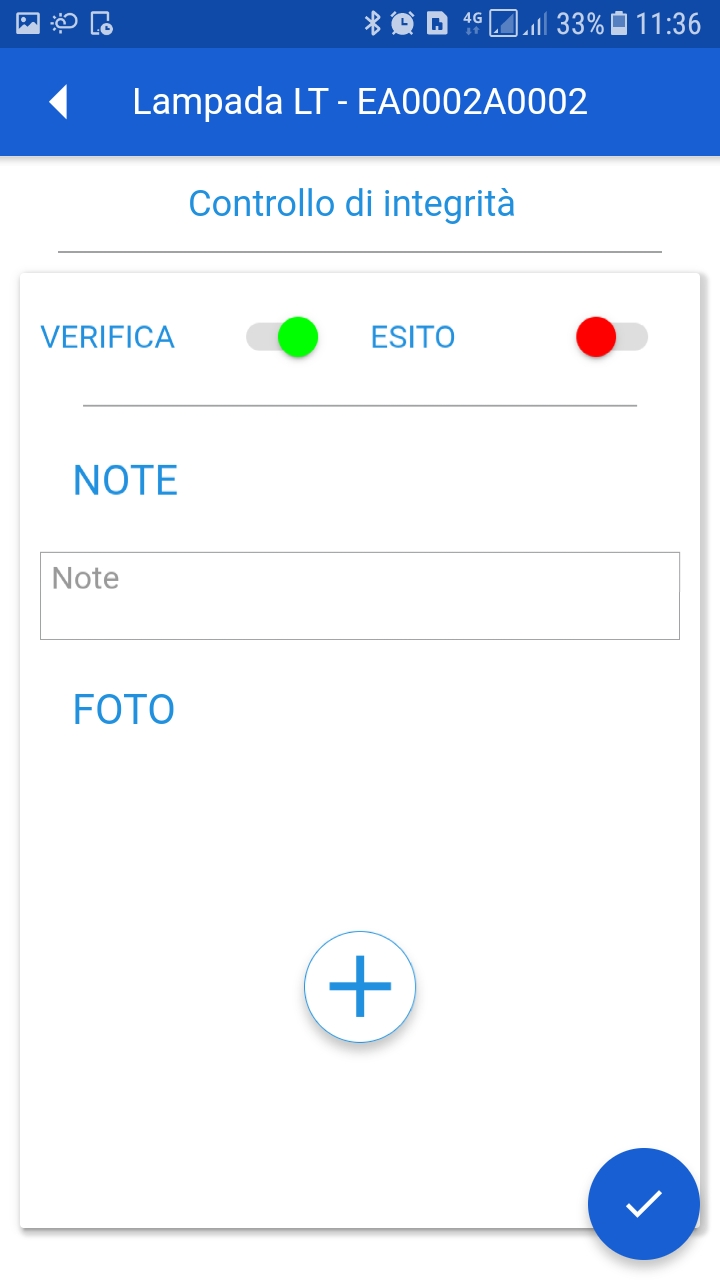 4G 33% 11:36
Lampada LT - EA0002A0002
Controllo di integrità
VERIFICA ESITO
NOTE
Note
FOTO